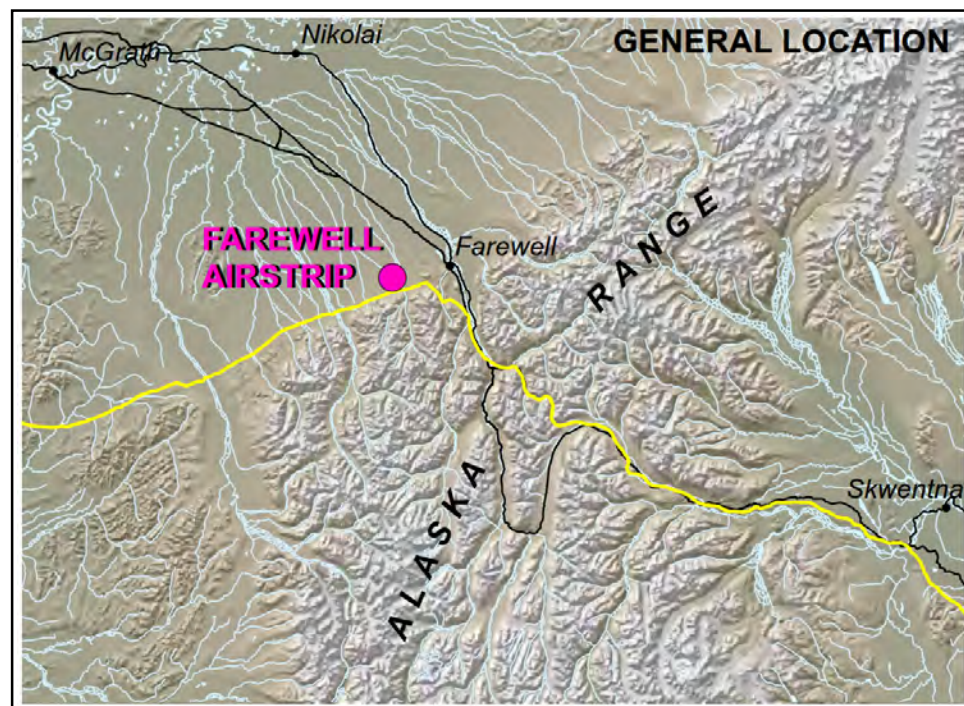 GENERAL LOCATION
Nikolai
McGrath
FAREWELL
AIRSTRIP
Farewell
RANGE
ALASKA
Skwentna